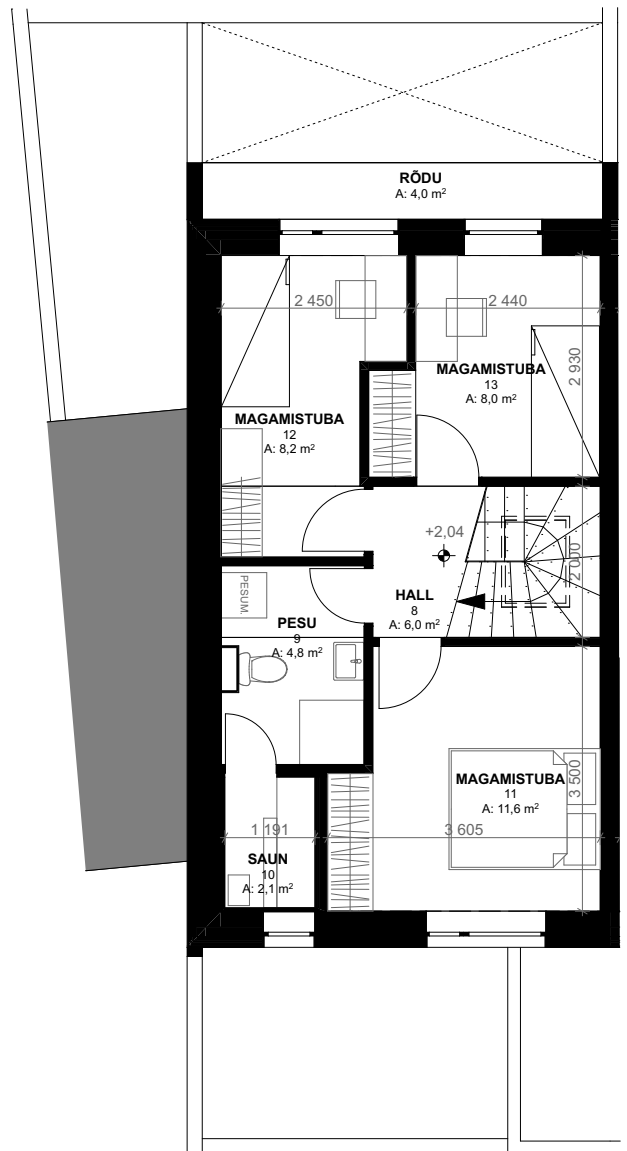 RÕDU
A: 4,0 m²
2 450
2 440
2 930
MAGAMISTUBA
13
A: 8,0 m²
MAGAMISTUBA
12
A: 8,2 m²
+2,04
2 000
HALL
8
A: 6,0 m²
PESUM.
PESU
9
A: 4,8 m²
MAGAMISTUBA
11
A: 11,6 m²
3 500
1 191
3 605
SAUN
10
A: 2,1 m²